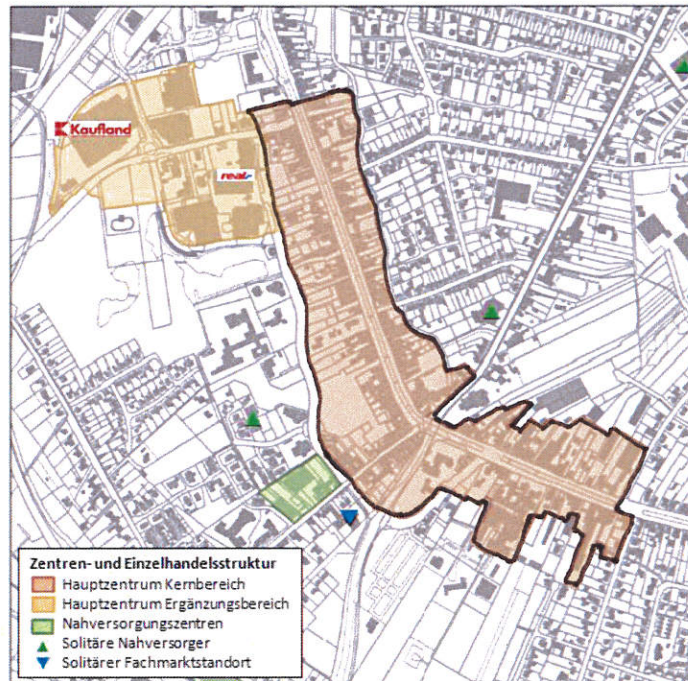 Kaufland
real,-
Zentren- und Einzelhandelsstruktur
Hauptzentrum Kernbereich
Hauptzentrum Ergänzungsbereich
Nahversorgungszentren
Solitäre Nahversorger
Solitärer Fachmarktstandort